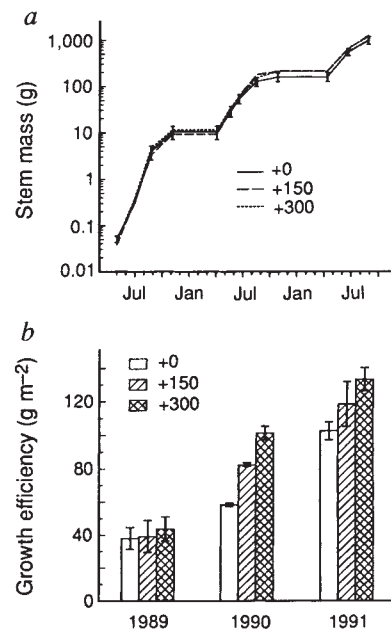 a
Stem mass (g)
1,000
100
10
1
0.1
0.01
+0
+150
+300
Jul Jan Jul Jan Jul
b
Growth efficiency (g m–2)
120
80
40
0
+0
+150
+300
1989 1990 1991